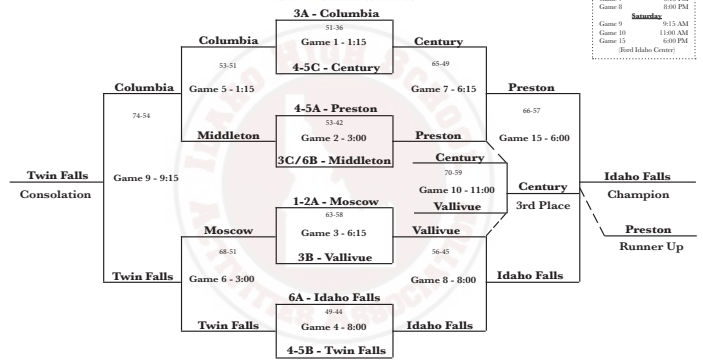 Game 8 8:00 PM
Saturday
Game 9 9:15 AM
Game 10 11:00 AM
Game 15 6:00 PM
(Ford Idaho Center)
3A - Columbia
51-36
Game 1 - 1:15
4-5C - Century
Columbia
53-51
Game 5 - 1:15
Middleton
Century
65-49
Game 7 - 6:15
Preston
4-5A - Preston
53-42
Game 2 - 3:00
3C/6B - Middleton
Columbia
74-54
Game 9 - 9:15
Twin Falls
Twin Falls
Consolation
Preston
66-57
Game 15 - 6:00
Idaho Falls
Century
70-59
Game 10 - 11:00
Vallivue
Century
3rd Place
Idaho Falls
Champion
Preston
Runner Up
1-2A - Moscow
63-58
Game 3 - 6:15
3B - Vallivue
Moscow
68-51
Game 6 - 3:00
Twin Falls
Vallivue
56-45
Game 8 - 8:00
Idaho Falls
6A - Idaho Falls
49-44
Game 4 - 8:00
4-5B - Twin Falls
IDAHO HIGH SCHOOL
ACTIVITIES ASSOCIATION